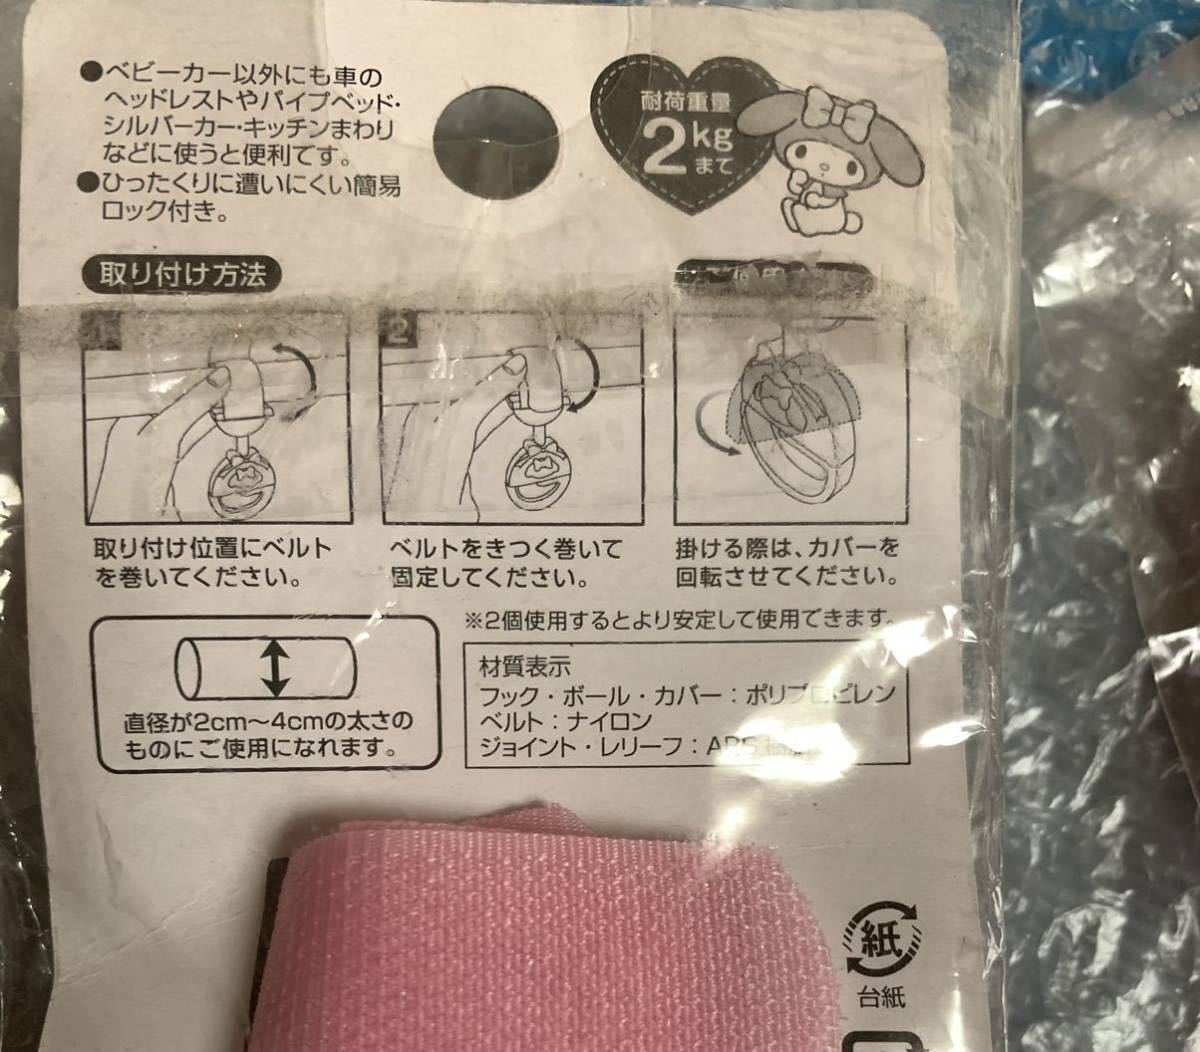 ●ベビーカー以外にも車の
ヘッドレストやパイプベッド・
シルバーカー・キッチンまわり
などに使うと便利です。
●ひったくりに遭いにくい簡易
ロック付き。
耐荷重量
2kg
まで
取り付け方法
1
2
取り付け位置にベルト
を巻いてください。
ベルトをきつく巻いて
固定してください。
掛ける際は、カバーを
回転させてください。
※2個使用するとより安定して使用できます。
直径が2cm〜4cmの太さの
ものにご使用になれます。
材質表示
フック・ボール・カバー：ポリプロピレン
ベルト：ナイロン
ジョイント・レリーフ：ABS樹脂
紙
台紙